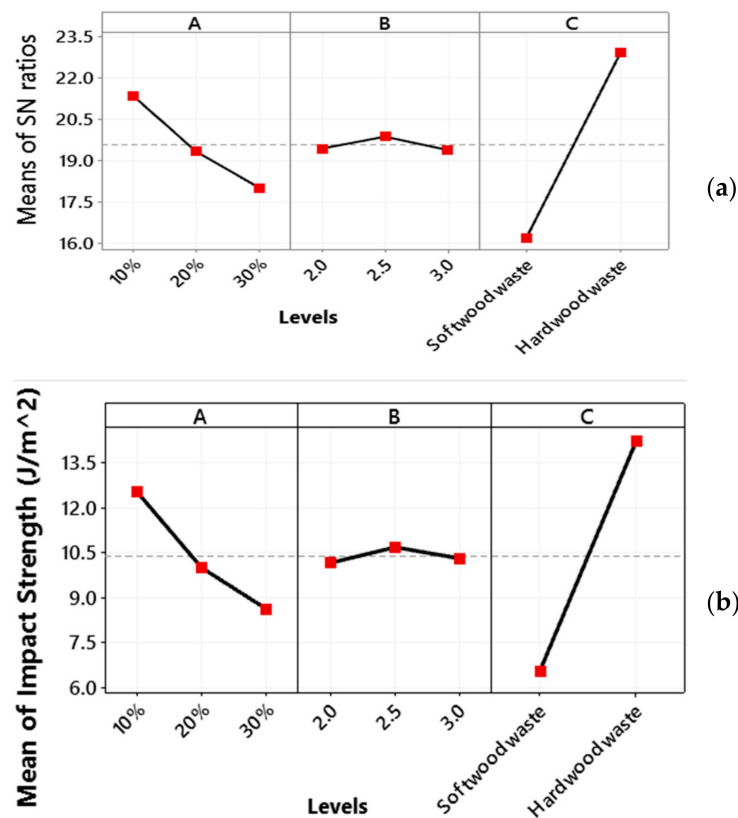 A B C
Means of SN ratios
23.5
22.0
20.5
19.0
17.5
16.0
10% 20% 30% 2.0 2.5 3.0 Softwood waste Hardwood waste
Levels
(a)
A B C
Mean of Impact Strength (J/m^2)
13.5
12.0
10.5
9.0
7.5
6.0
10% 20% 30% 2.0 2.5 3.0 Softwood waste Hardwood waste
Levels
(b)